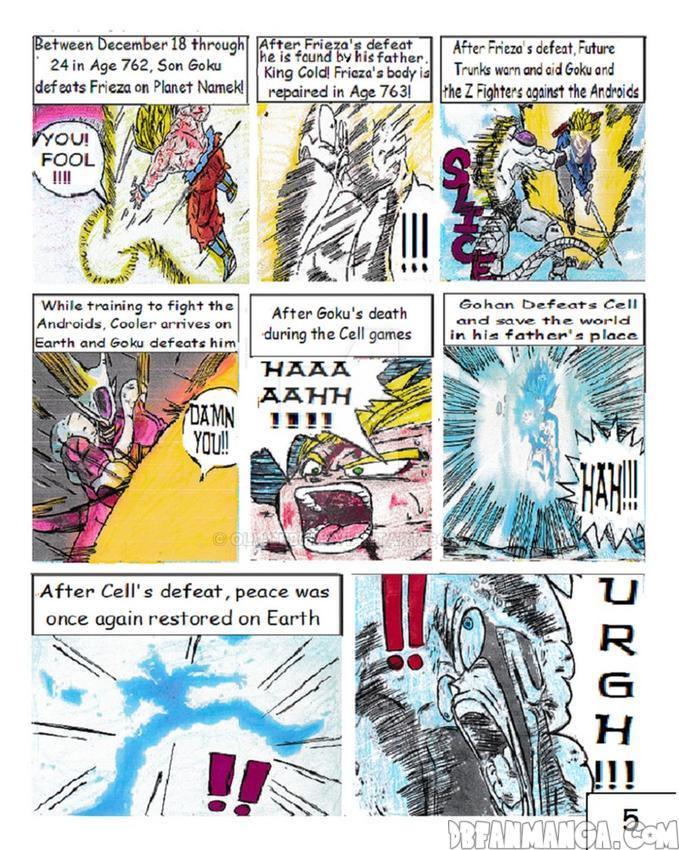 Between December 18 through
24 in Age 762, Son Goku
defeats Frieza on Planet Namek!
YOU!
FOOL
!!!!
After Frieza's defeat
he is found by his father.
King Cold! Frieza's body is
repaired in Age 763!
!!!
After Frieza's defeat, Future
Trunks warn and aid Goku and
the Z Fighters against the Androids
SLICE
While training to fight the
Androids, Cooler arrives on
Earth and Goku defeats him
DAMN
YOU!!
After Goku's death
during the Cell games
HAAA
AAHH
!!!!
Gohan Defeats Cell
and save the world
in his father's place
HAH!!!
After Cell's defeat, peace was
once again restored on Earth
!!
!!
URGH!!!
5
DBFANMANGA.COM